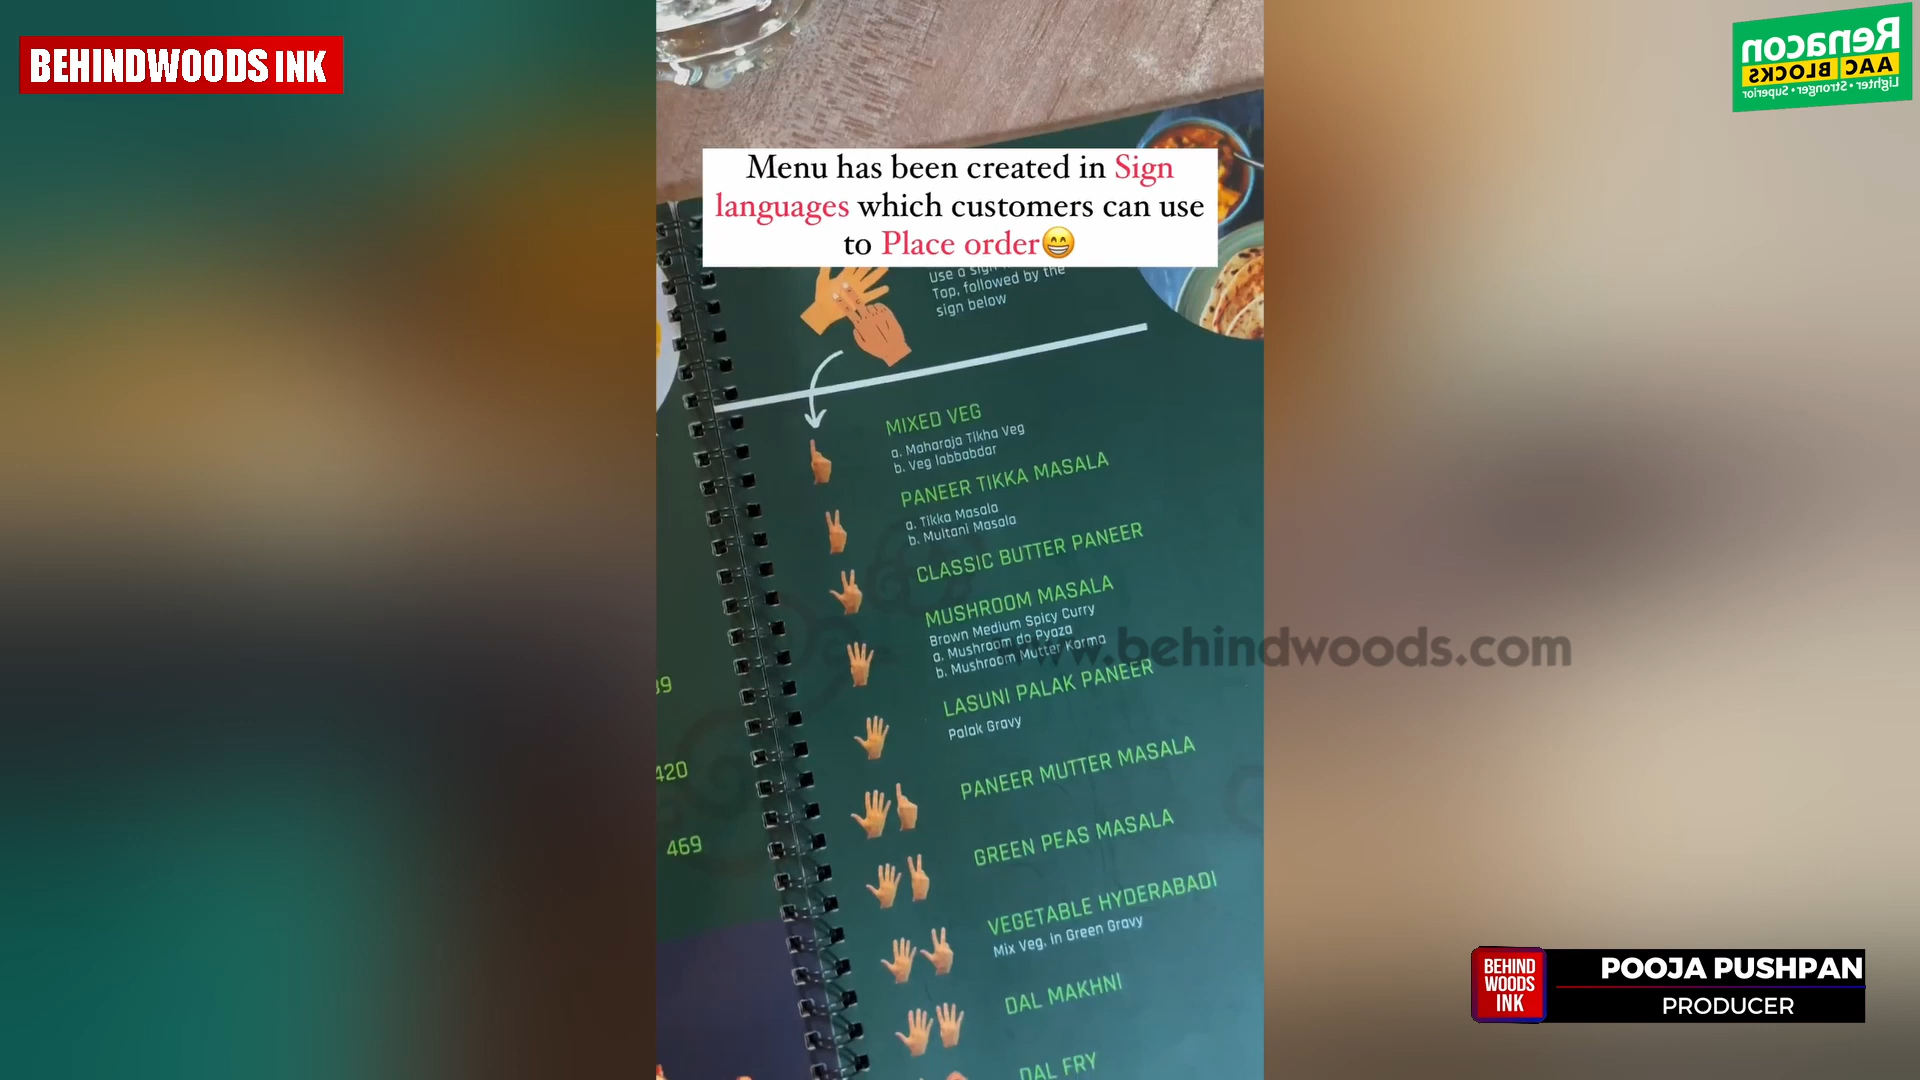 BEHINDWOODS INK
Renacon
AAC BLOCKS
Lighter • Stronger • Superior
Menu has been created in Sign
languages which customers can use
to Place order😁
Use a sign
Top, followed by the
sign below
MIXED VEG
a. Maharaja Tikha Veg
b. Veg labbabdar
PANEER TIKKA MASALA
a. Tikka Masala
b. Multani Masala
CLASSIC BUTTER PANEER
MUSHROOM MASALA
Brown Medium Spicy Curry
a. Mushroom do Pyaza
b. Mushroom Mutter Korma
www.behindwoods.com
LASUNI PALAK PANEER
Palak Gravy
PANEER MUTTER MASALA
GREEN PEAS MASALA
VEGETABLE HYDERABADI
Mix Veg. in Green Gravy
DAL MAKHNI
DAL FRY
39
420
469
BEHIND
WOODS
INK
POOJA PUSHPAN
PRODUCER